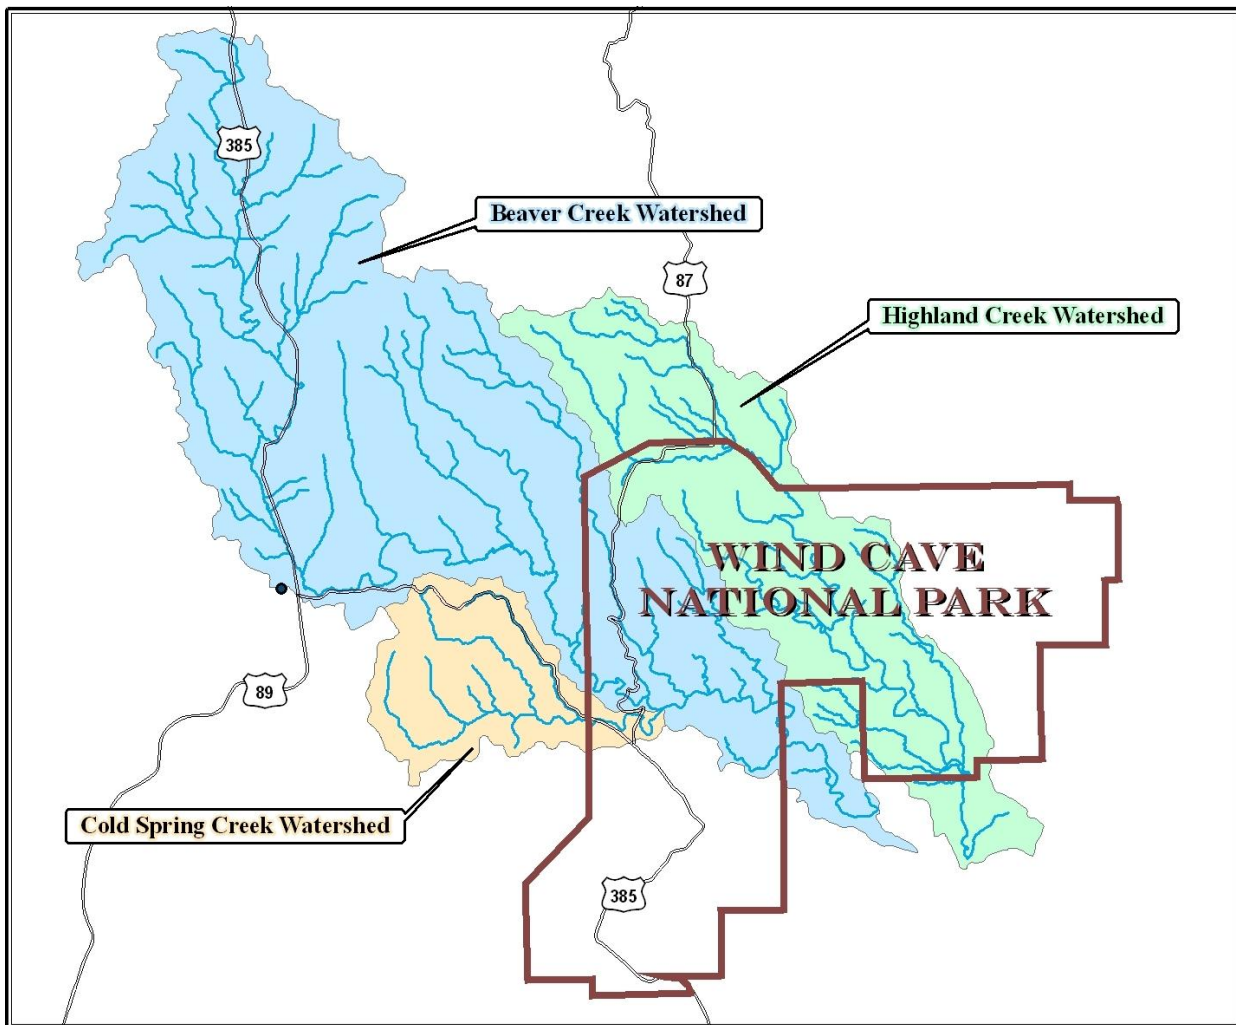 385
Beaver Creek Watershed
87
Highland Creek Watershed
WIND CAVE
NATIONAL PARK
89
Cold Spring Creek Watershed
385